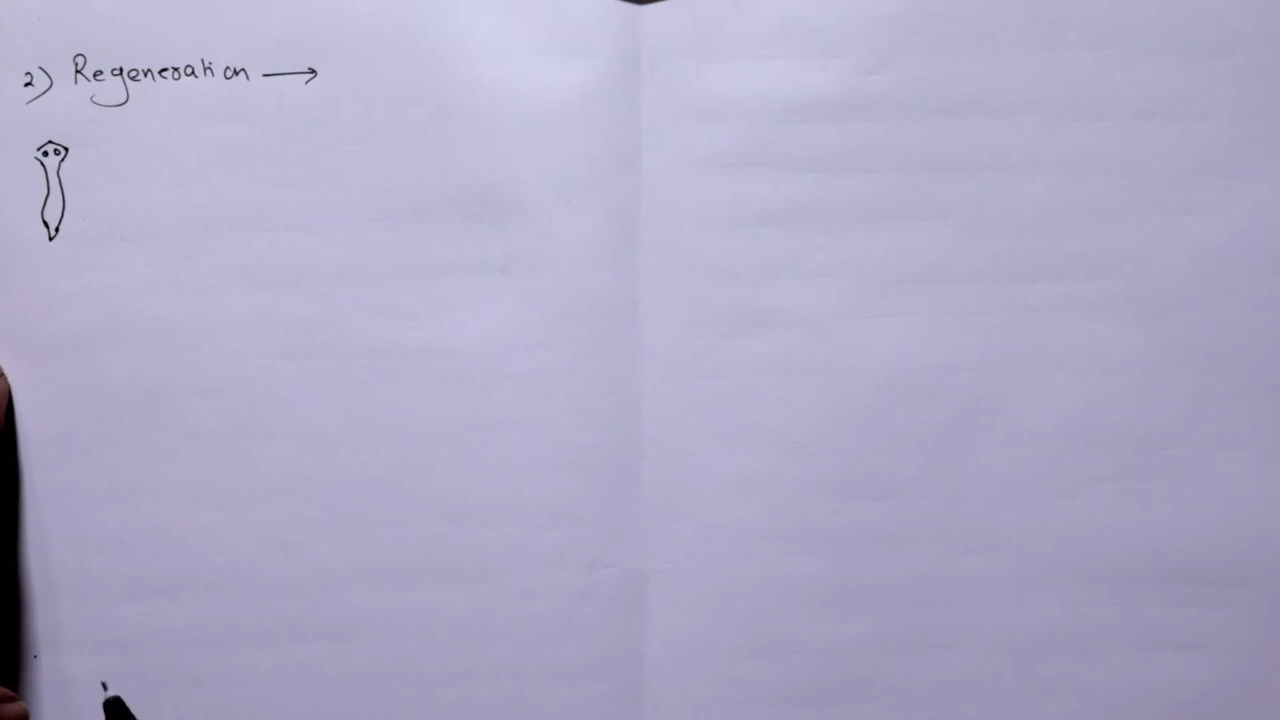 2) Regeneration →